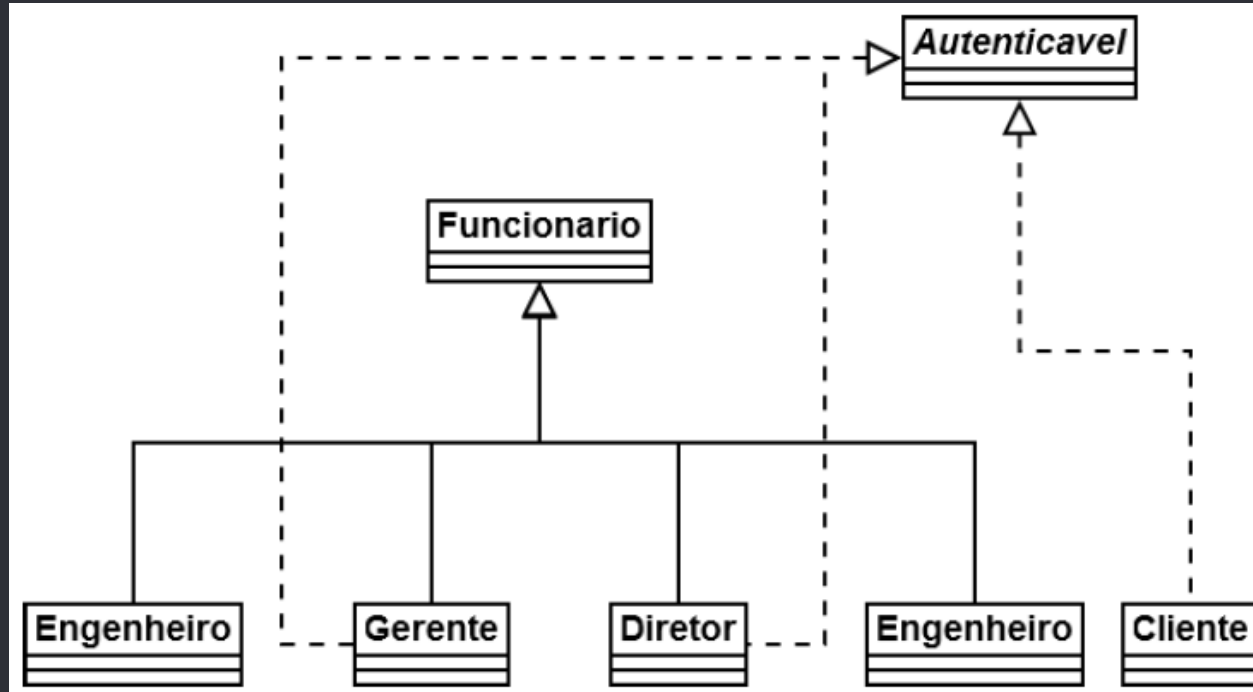 Autenticavel
Funcionario
Engenheiro
Gerente
Diretor
Engenheiro
Cliente